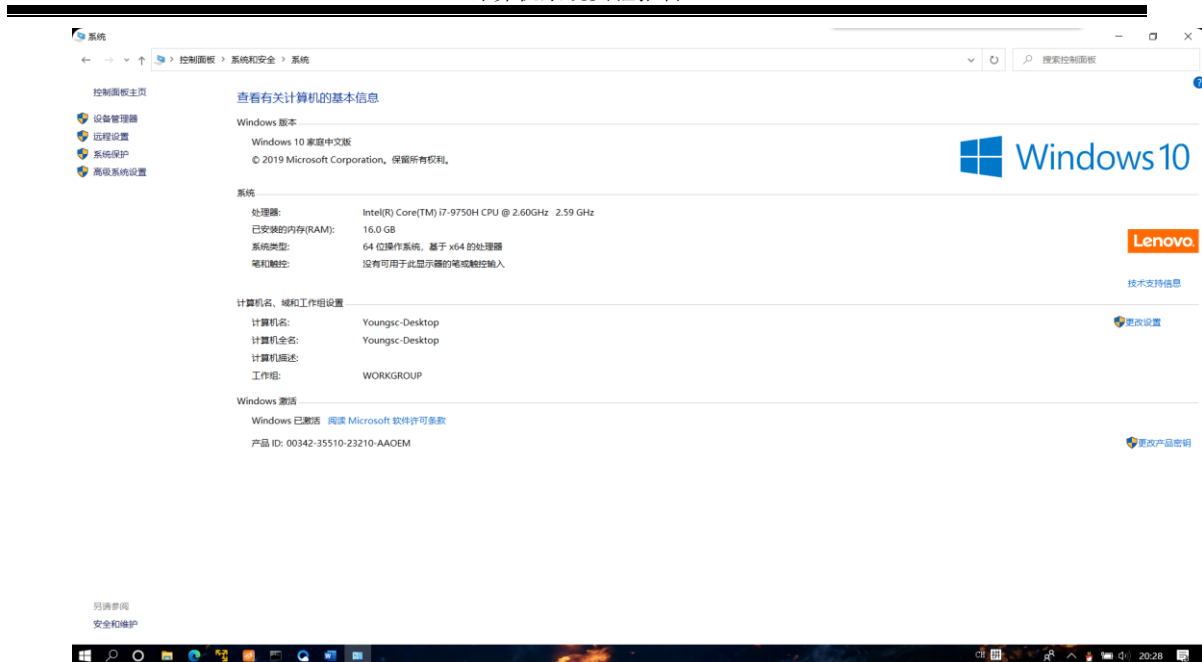 系统
控制面板 › 系统和安全 › 系统
搜索控制面板
控制面板主页
设备管理器
远程设置
系统保护
高级系统设置
查看有关计算机的基本信息
Windows 版本
Windows 10 家庭中文版
© 2019 Microsoft Corporation。保留所有权利。
Windows 10
系统
处理器: Intel(R) Core(TM) i7-9750H CPU @ 2.60GHz 2.59 GHz
已安装的内存(RAM): 16.0 GB
系统类型: 64 位操作系统, 基于 x64 的处理器
笔和触控: 没有可用于此显示器的笔或触控输入
Lenovo.
技术支持信息
计算机名、域和工作组设置
计算机名: Youngsc-Desktop
更改设置
计算机全名: Youngsc-Desktop
计算机描述:
工作组: WORKGROUP
Windows 激活
Windows 已激活 阅读 Microsoft 软件许可条款
产品 ID: 00342-35510-23210-AAOEM
更改产品密钥
另请参阅
安全和维护
20:28